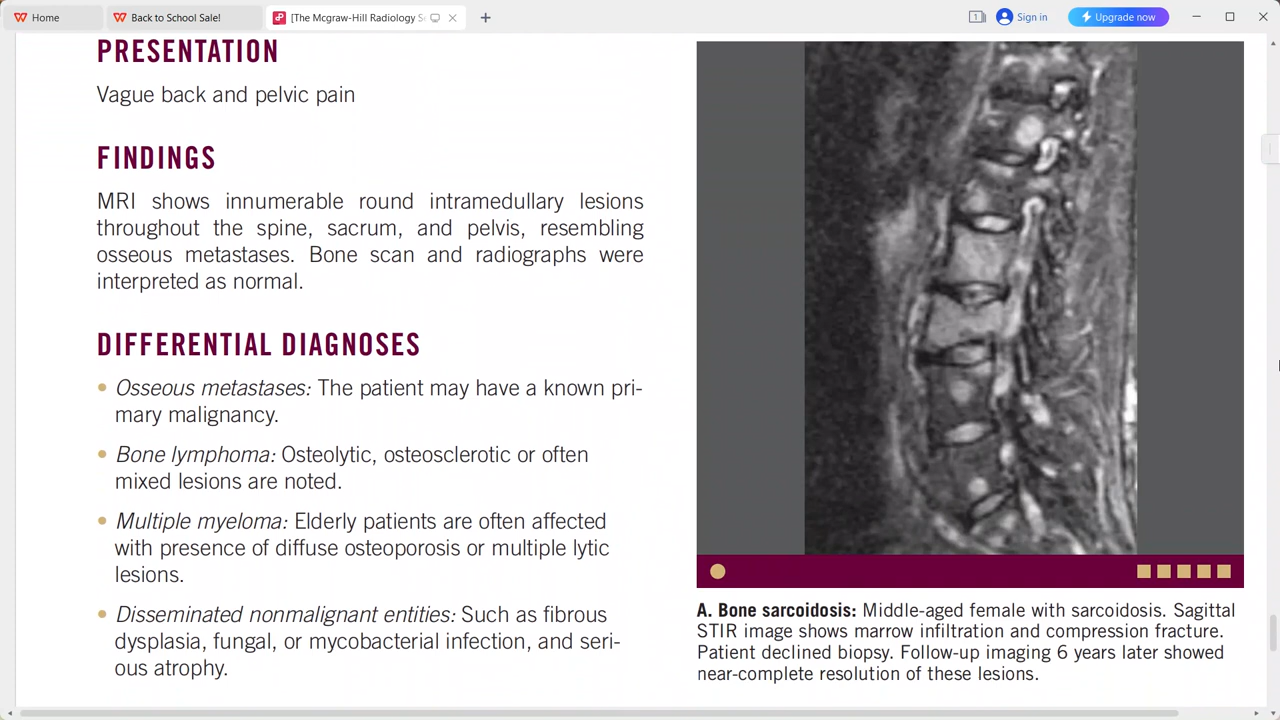 Home
Back to School Sale!
[The Mcgraw-Hill Radiology S
1
Sign in
Upgrade now
PRESENTATION
Vague back and pelvic pain
FINDINGS
MRI shows innumerable round intramedullary lesions
throughout the spine, sacrum, and pelvis, resembling
osseous metastases. Bone scan and radiographs were
interpreted as normal.
DIFFERENTIAL DIAGNOSES
• Osseous metastases: The patient may have a known pri-
mary malignancy.
• Bone lymphoma: Osteolytic, osteosclerotic or often
mixed lesions are noted.
• Multiple myeloma: Elderly patients are often affected
with presence of diffuse osteoporosis or multiple lytic
lesions.
• Disseminated nonmalignant entities: Such as fibrous
dysplasia, fungal, or mycobacterial infection, and seri-
ous atrophy.
A. Bone sarcoidosis: Middle-aged female with sarcoidosis. Sagittal
STIR image shows marrow infiltration and compression fracture.
Patient declined biopsy. Follow-up imaging 6 years later showed
near-complete resolution of these lesions.